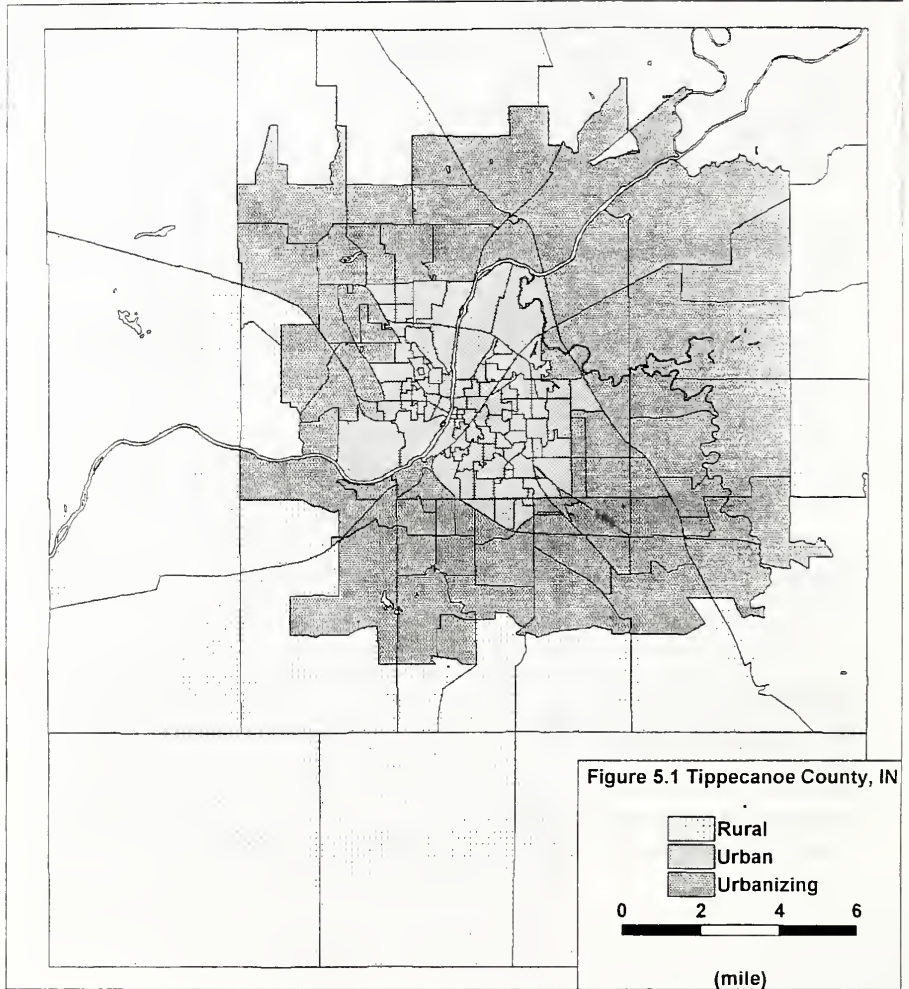 Figure 5.1 Tippecanoe County, IN
Rural
Urban
Urbanizing
0 2 4 6
(mile)